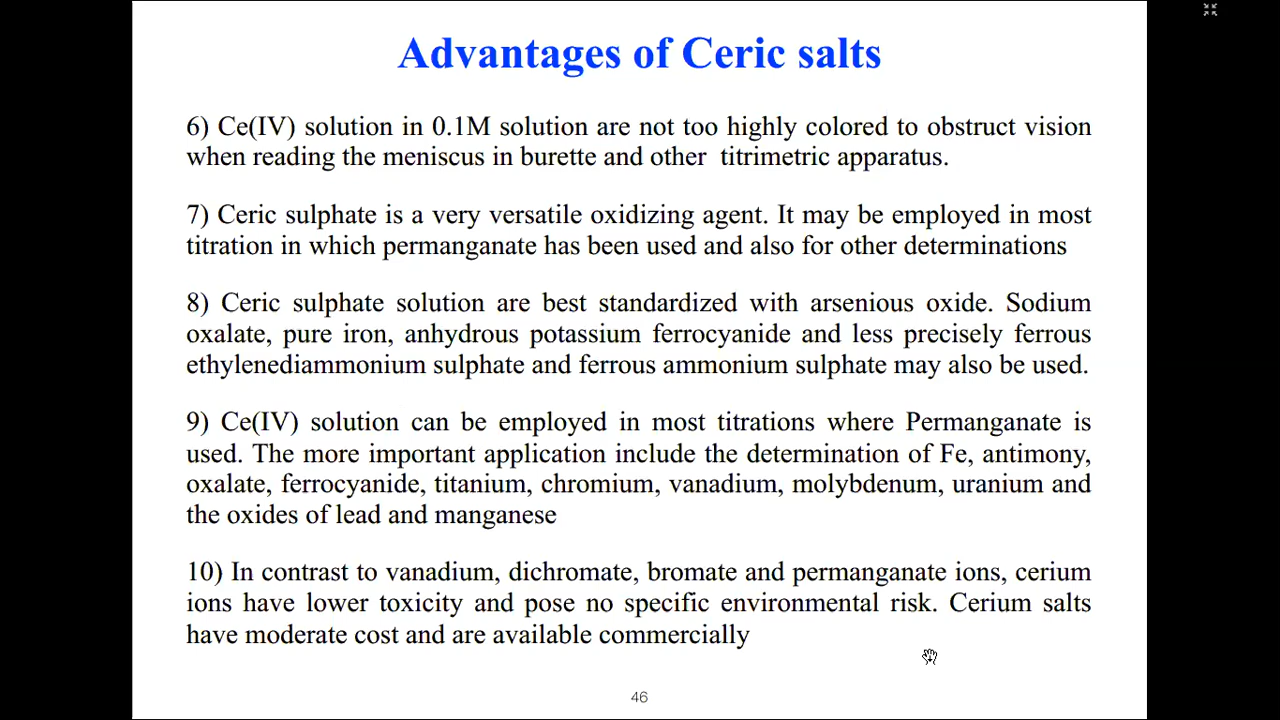 Advantages of Ceric salts
6) Ce(IV) solution in 0.1M solution are not too highly colored to obstruct vision
when reading the meniscus in burette and other titrimetric apparatus.
7) Ceric sulphate is a very versatile oxidizing agent. It may be employed in most
titration in which permanganate has been used and also for other determinations
8) Ceric sulphate solution are best standardized with arsenious oxide. Sodium
oxalate, pure iron, anhydrous potassium ferrocyanide and less precisely ferrous
ethylenediammonium sulphate and ferrous ammonium sulphate may also be used.
9) Ce(IV) solution can be employed in most titrations where Permanganate is
used. The more important application include the determination of Fe, antimony,
oxalate, ferrocyanide, titanium, chromium, vanadium, molybdenum, uranium and
the oxides of lead and manganese
10) In contrast to vanadium, dichromate, bromate and permanganate ions, cerium
ions have lower toxicity and pose no specific environmental risk. Cerium salts
have moderate cost and are available commercially
46